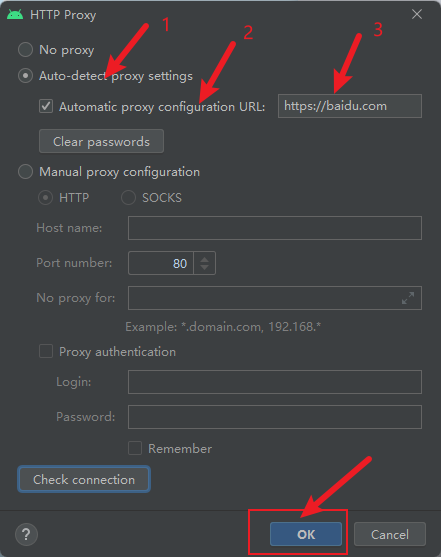 HTTP Proxy
1
2
3
No proxy
Auto-detect proxy settings
Automatic proxy configuration URL: https://baidu.com
Clear passwords
Manual proxy configuration
HTTP SOCKS
Host name:
Port number: 80
No proxy for:
Example: *.domain.com, 192.168.*
Proxy authentication
Login:
Password:
Remember
Check connection
? OK Cancel